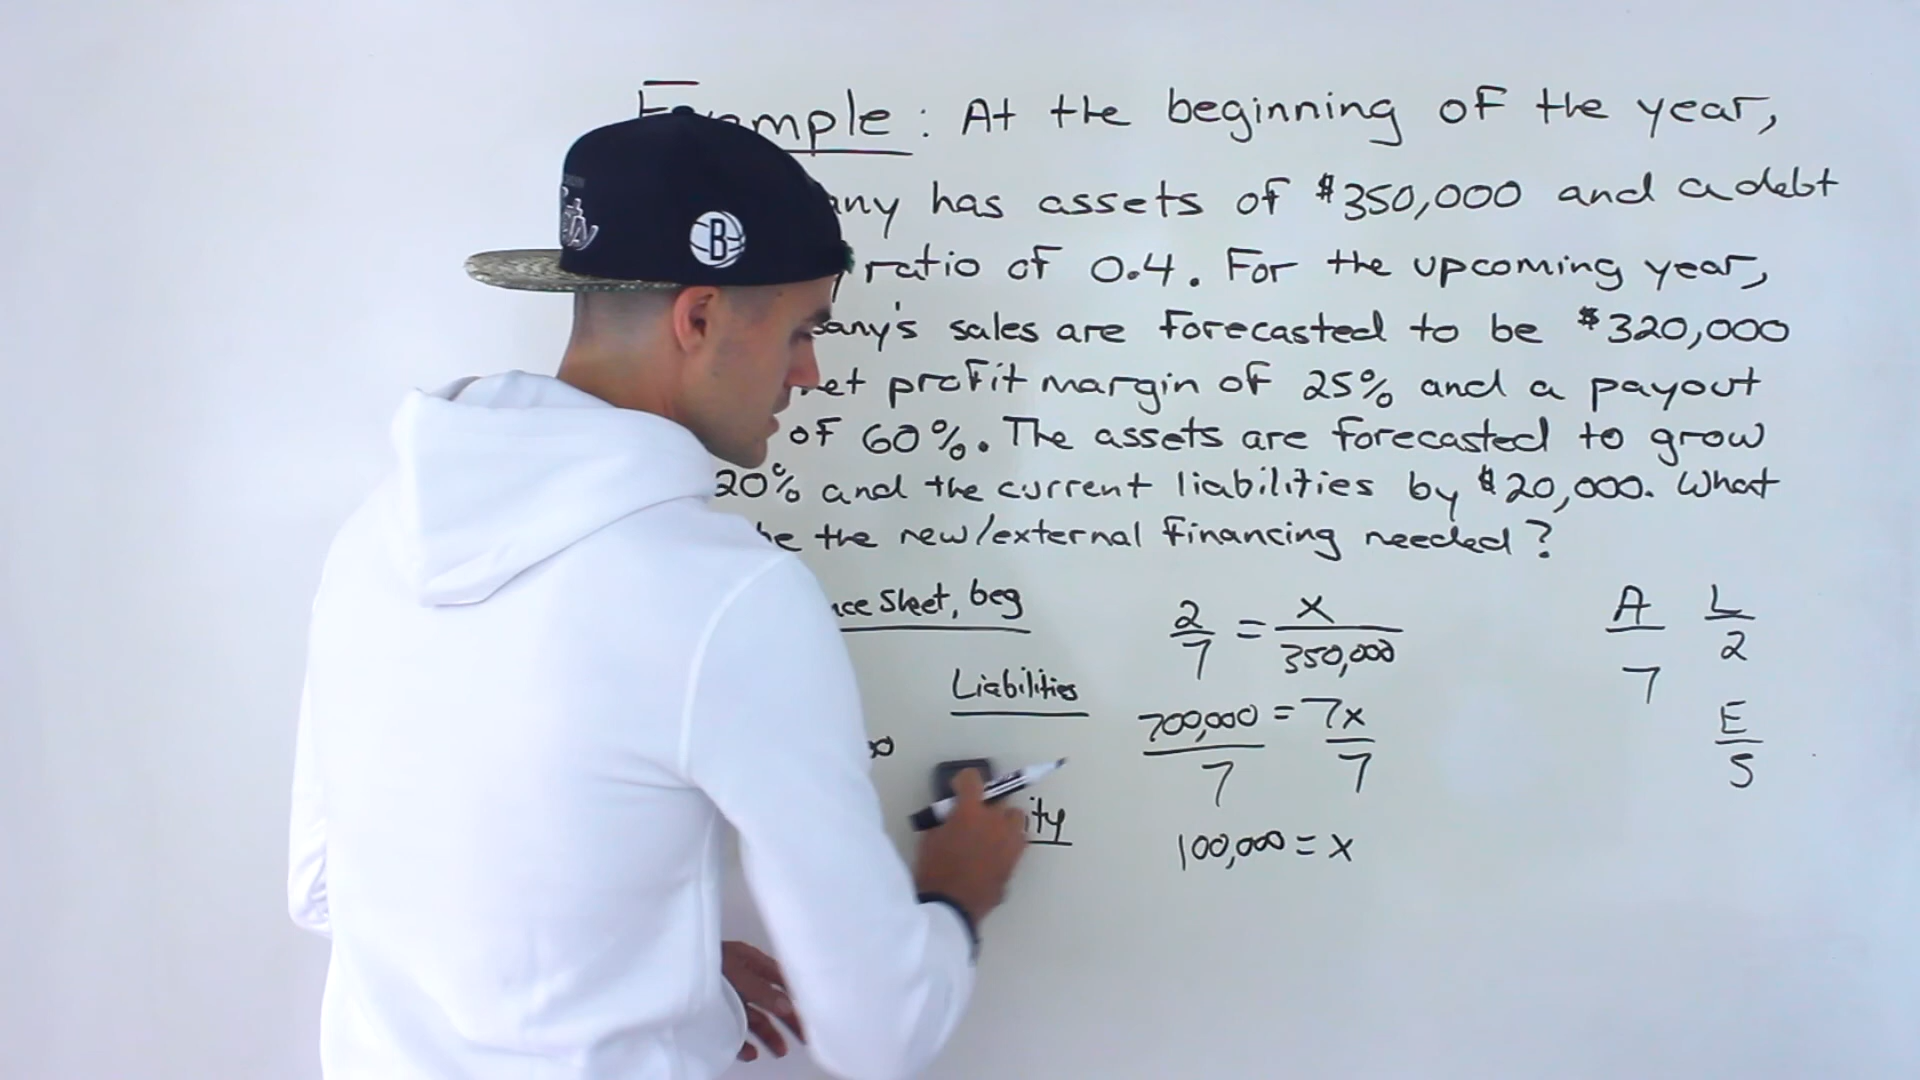 Example: At the beginning of the year,
has assets of $350,000 and a debt
ratio of 0.4. For the upcoming year,
sales are forecasted to be $320,000
profit margin of 25% and a payout
of 60%. The assets are forecasted to grow
20% and the current liabilities by $20,000. What
the new/external financing needed?
Sheet, beg
2/7 = x/350,000
A L
2
7
Liabilities
700,000/7 = 7x/7
E
5
100,000 = x
B